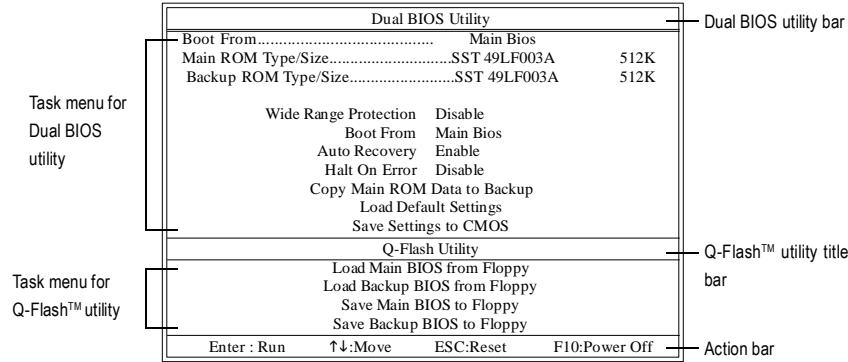 Dual BIOS Utility
Dual BIOS utility bar
Boot From.......................................... Main Bios
Main ROM Type/Size.............................SST 49LF003A 512K
Backup ROM Type/Size.........................SST 49LF003A 512K
Task menu for
Dual BIOS
utility
Wide Range Protection Disable
Boot From Main Bios
Auto Recovery Enable
Halt On Error Disable
Copy Main ROM Data to Backup
Load Default Settings
Save Settings to CMOS
Q-Flash Utility
Q-Flash™ utility title
bar
Task menu for
Q-Flash™ utility
Load Main BIOS from Floppy
Load Backup BIOS from Floppy
Save Main BIOS to Floppy
Save Backup BIOS to Floppy
Enter : Run ↑↓:Move ESC:Reset F10:Power Off
Action bar